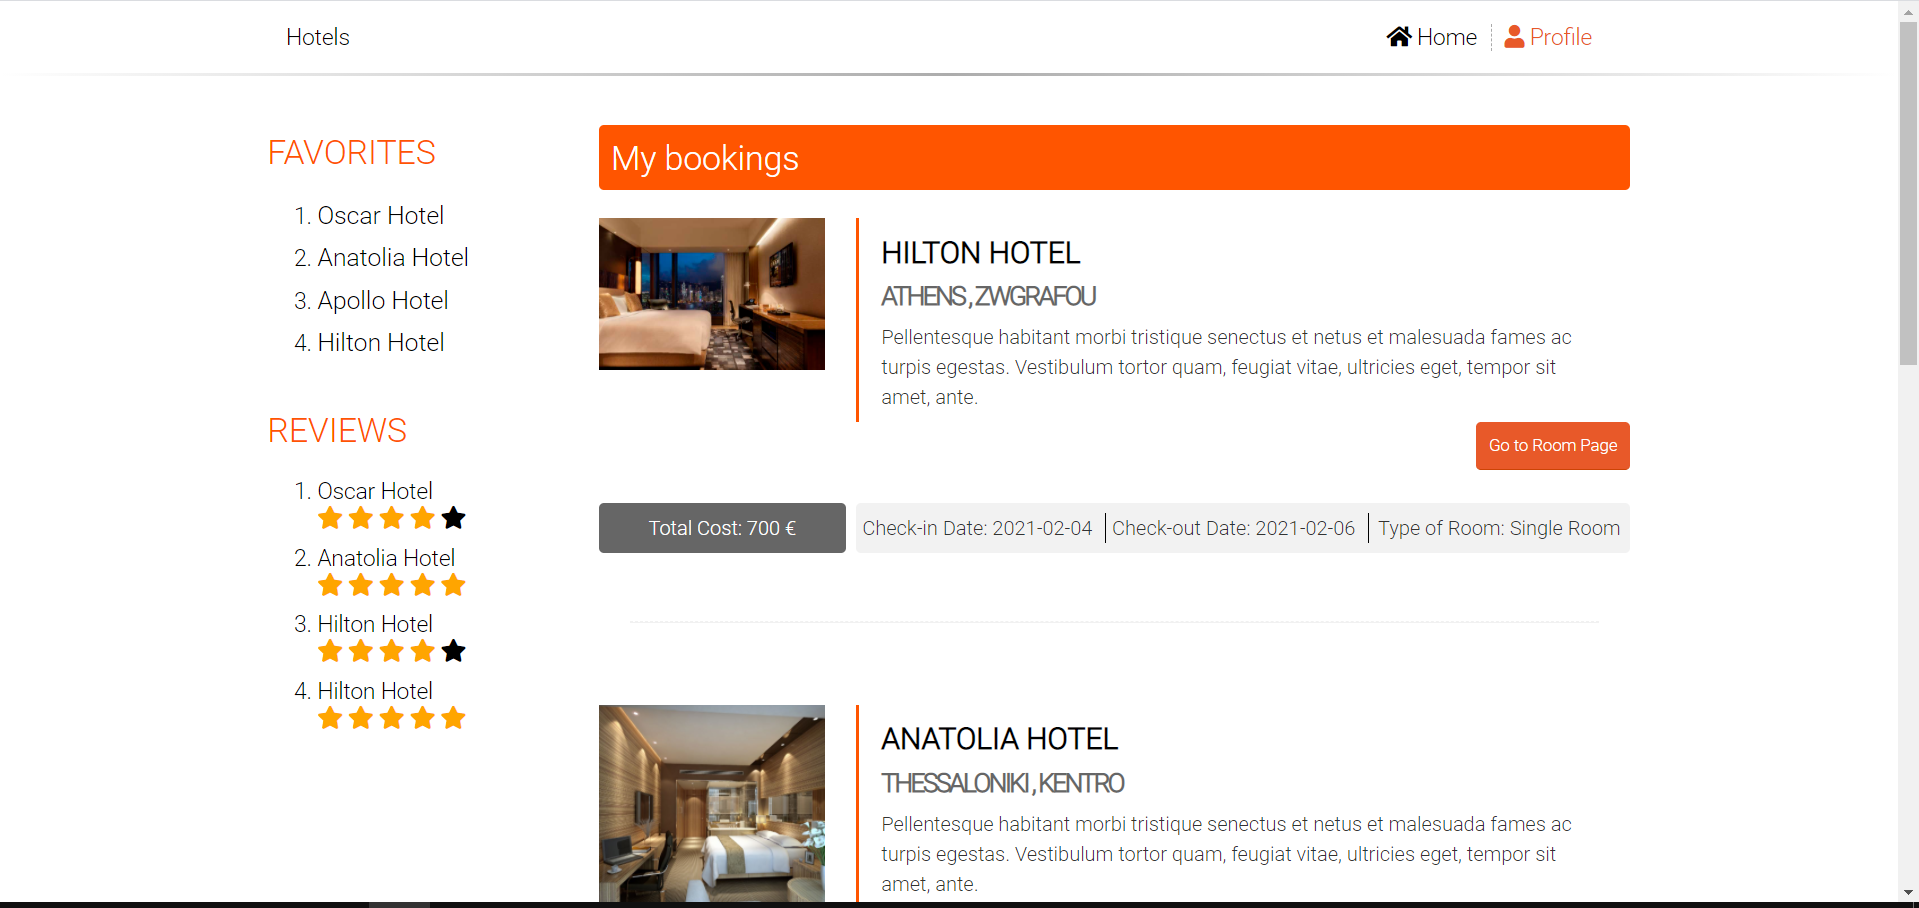 Hotels
Home
Profile
FAVORITES
1. Oscar Hotel
2. Anatolia Hotel
3. Apollo Hotel
4. Hilton Hotel
REVIEWS
1. Oscar Hotel
2. Anatolia Hotel
3. Hilton Hotel
4. Hilton Hotel
My bookings
HILTON HOTEL
ATHENS , ZWGRAFOU
Pellentesque habitant morbi tristique senectus et netus et malesuada fames ac
turpis egestas. Vestibulum tortor quam, feugiat vitae, ultricies eget, tempor sit
amet, ante.
Go to Room Page
Total Cost: 700 €
Check-in Date: 2021-02-04
Check-out Date: 2021-02-06
Type of Room: Single Room
ANATOLIA HOTEL
THESSALONIKI , KENTRO
Pellentesque habitant morbi tristique senectus et netus et malesuada fames ac
turpis egestas. Vestibulum tortor quam, feugiat vitae, ultricies eget, tempor sit
amet, ante.